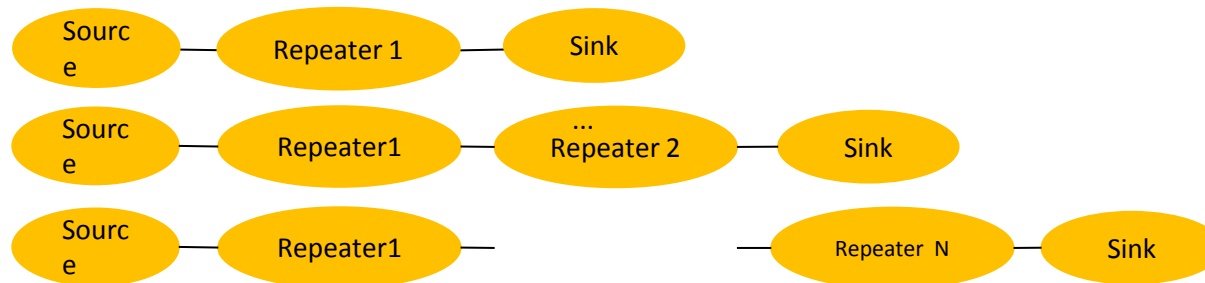 Sourc
e
Repeater 1
Sink
Sourc
e
Repeater1
...
Repeater 2
Sink
Sourc
e
Repeater1
Repeater N
Sink